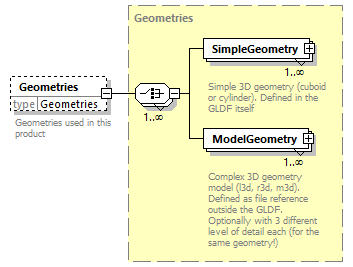 Geometries
Geometries
type Geometries
Geometries used in this
product
1..∞
SimpleGeometry
1..∞
Simple 3D geometry (cuboid
or cylinder). Defined in the
GLDF itself
ModelGeometry
1..∞
Complex 3D geometry
model (l3d, r3d, m3d).
Defined as file reference
outside the GLDF.
Optionally with 3 different
level of detail each (for the
same geometry!)